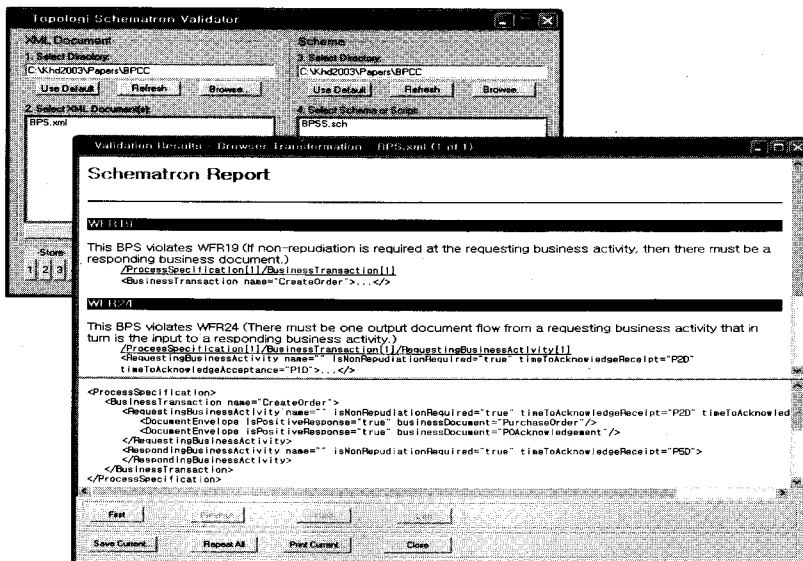 Topologi Schematron Validator
XML Document
Schema
1. Select Directory:
3. Select Directory:
C:\Khd2003\Papers\BPCC
C:\Khd2003\Papers\BPCC
Use Default Refresh Browse...
Use Default Refresh Browse...
2. Select XML Document(s):
4. Select Schema or Script:
BPS.xml
BPSS.sch
Store
1 2 3
Validation Results - Browser Transformation - BPS.xml (1 of 1)
Schematron Report
WFR19
This BPS violates WFR19 (If non-repudiation is required at the requesting business activity, then there must be a
responding business document.)
/ProcessSpecification[1]/BusinessTransaction[1]
<BusinessTransaction name="CreateOrder">...</>
WFR24
This BPS violates WFR24 (There must be one output document flow from a requesting business activity that in
turn is the input to a responding business activity.)
/ProcessSpecification[1]/BusinessTransaction[1]/RequestingBusinessActivity[1]
<RequestingBusinessActivity name="" isNonRepudiationRequired="true" timeToAcknowledgeReceipt="P2D"
timeToAcknowledgeAcceptance="P1D">...</>
<ProcessSpecification>
<BusinessTransaction name="CreateOrder">
<RequestingBusinessActivity name="" isNonRepudiationRequired="true" timeToAcknowledgeReceipt="P2D" timeToAcknowled
<DocumentEnvelope isPositiveResponse="true" businessDocument="PurchaseOrder"/>
<DocumentEnvelope isPositiveResponse="true" businessDocument="POAcknowledgement"/>
</RequestingBusinessActivity>
<RespondingBusinessActivity name="" isNonRepudiationRequired="true" timeToAcknowledgeReceipt="P5D">
</RespondingBusinessActivity>
</BusinessTransaction>
</ProcessSpecification>
First Previous
Save Current... Repeat All Print Current Close